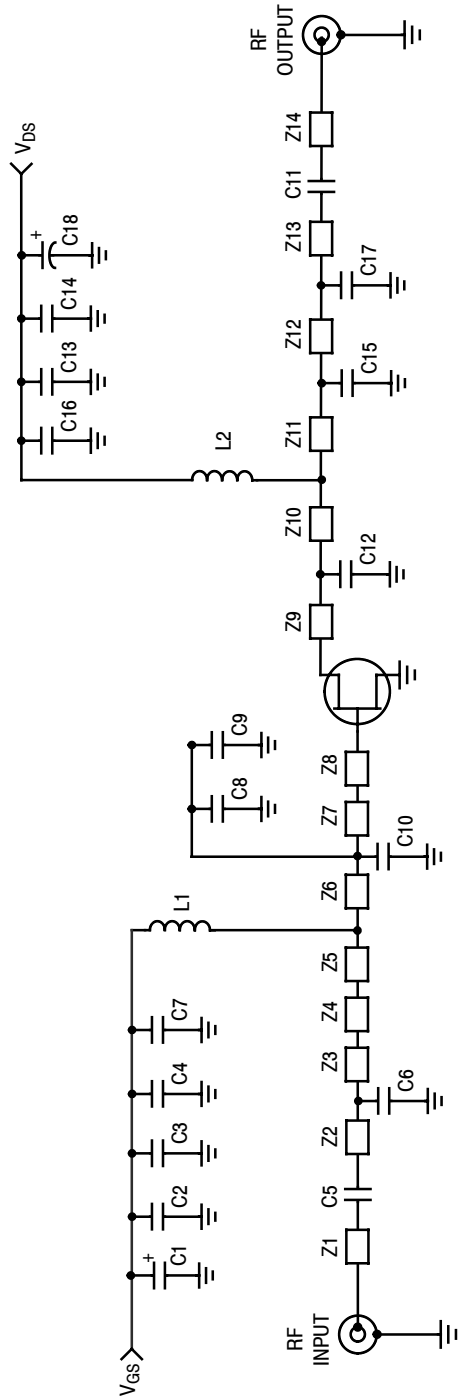 VGS
C1
+
C2
C3
C4
C7
L1
C8
C9
RF
INPUT
Z1
C5
Z2
C6
Z3
Z4
Z5
Z6
C10
Z7
Z8
VDS
C16
C13
C14
C18
+
L2
Z9
C12
Z10
Z11
C15
Z12
C17
Z13
C11
Z14
RF
OUTPUT